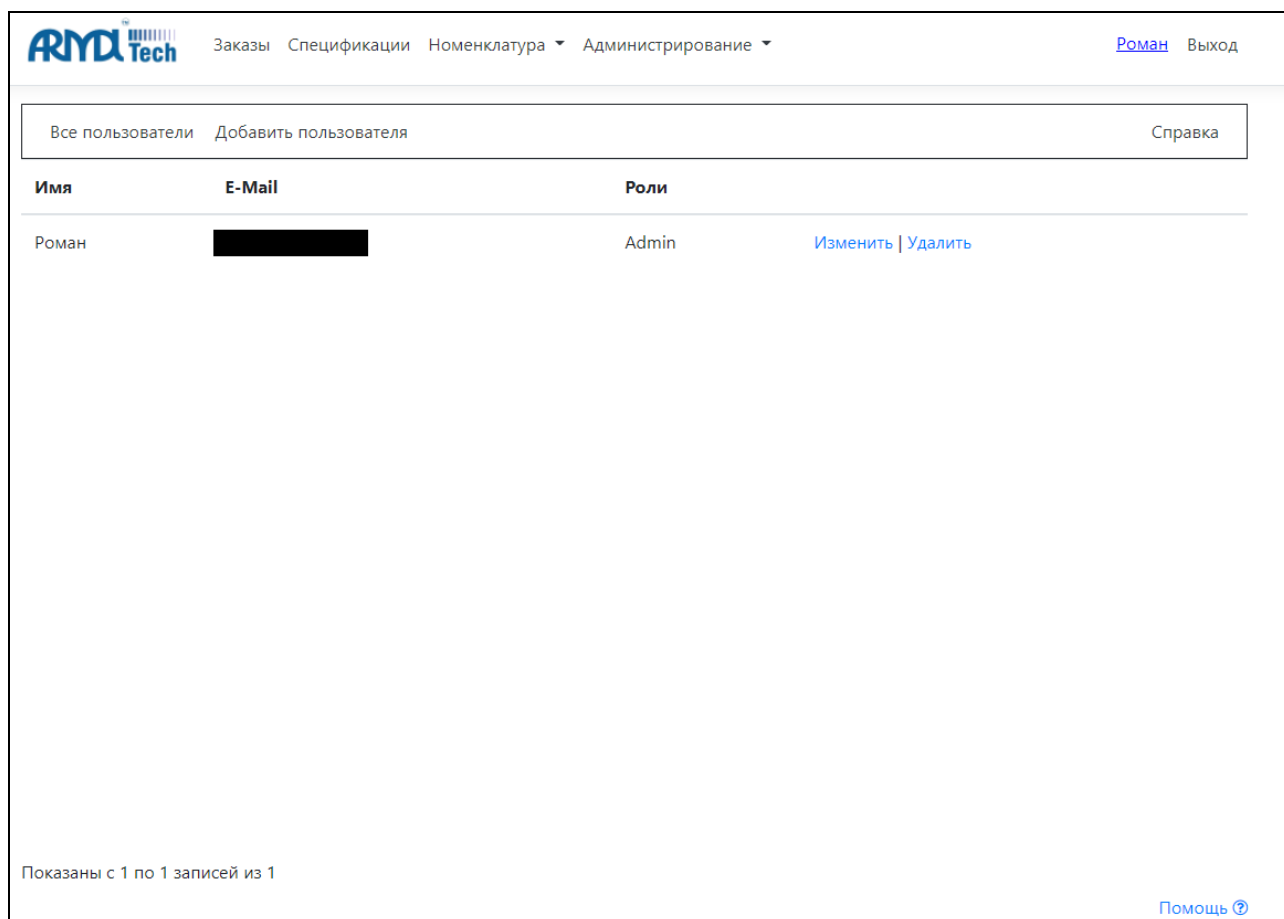 ARMA Tech ™
Заказы Спецификации Номенклатура Администрирование Роман Выход
Все пользователи Добавить пользователя Справка
Имя E-Mail Роли
Роман Admin Изменить | Удалить
Показаны с 1 по 1 записей из 1
Помощь